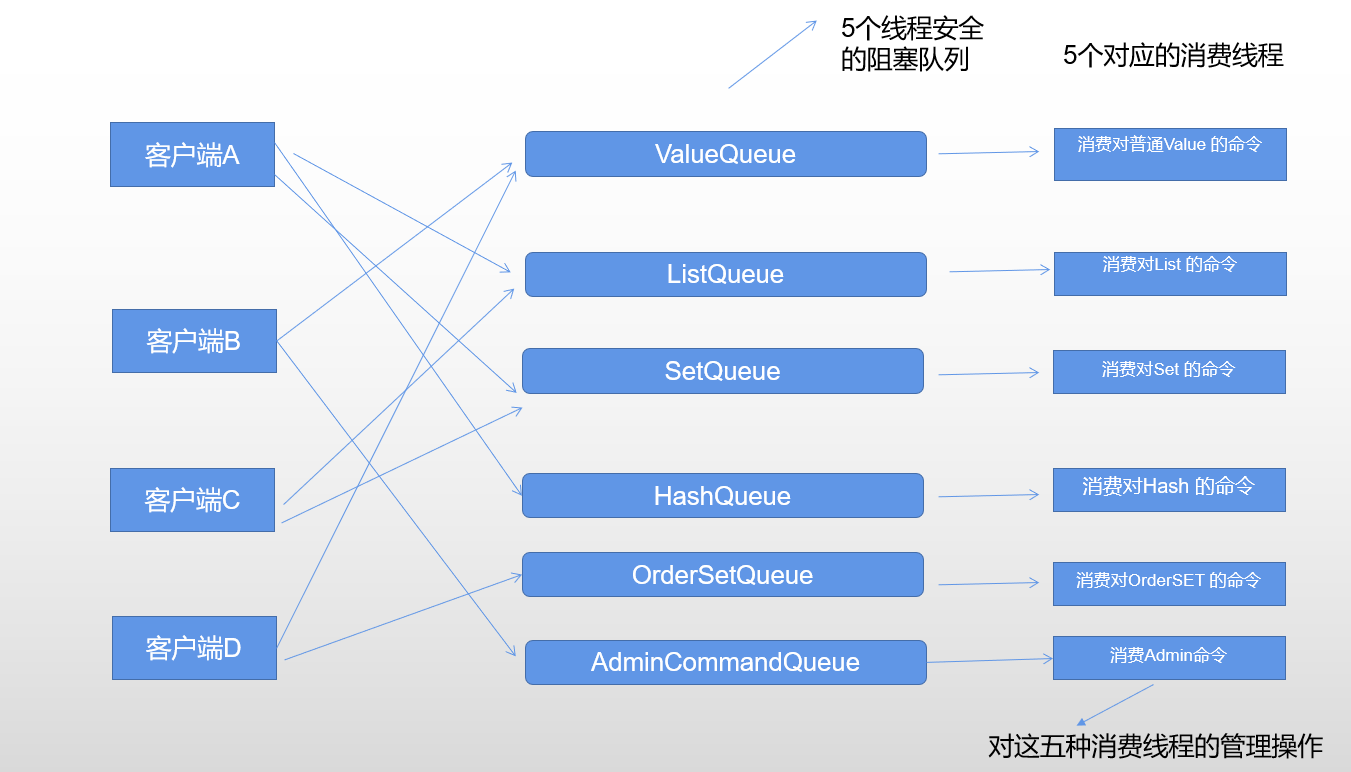 5个线程安全
的阻塞队列
5个对应的消费线程
客户端A
ValueQueue
消费对普通Value 的命令
ListQueue
消费对List 的命令
客户端B
SetQueue
消费对Set 的命令
客户端C
HashQueue
消费对Hash 的命令
OrderSetQueue
消费对OrderSET 的命令
客户端D
AdminCommandQueue
消费Admin命令
对这五种消费线程的管理操作